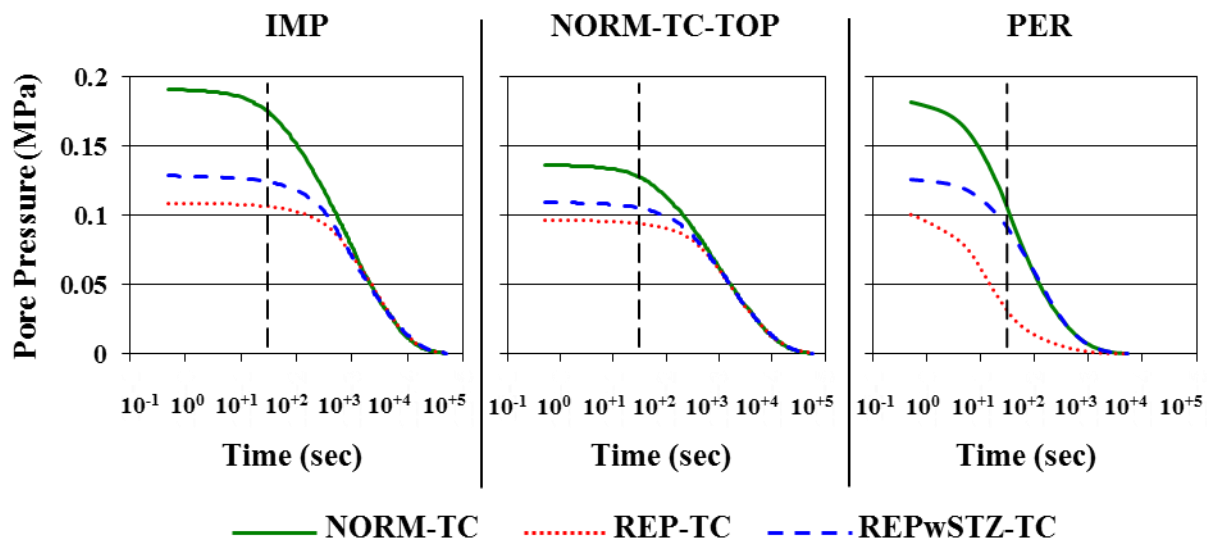 IMP NORM-TC-TOP PER
Pore Pressure (MPa)
0.2
0.15
0.1
0.05
0
10⁻¹ 10⁰ 10⁺¹ 10⁺² 10⁺³ 10⁺⁴ 10⁺⁵ 10⁻¹ 10⁰ 10⁺¹ 10⁺² 10⁺³ 10⁺⁴ 10⁺⁵ 10⁻¹ 10⁰ 10⁺¹ 10⁺² 10⁺³ 10⁺⁴ 10⁺⁵
Time (sec) Time (sec) Time (sec)
NORM-TC REP-TC REPwSTZ-TC